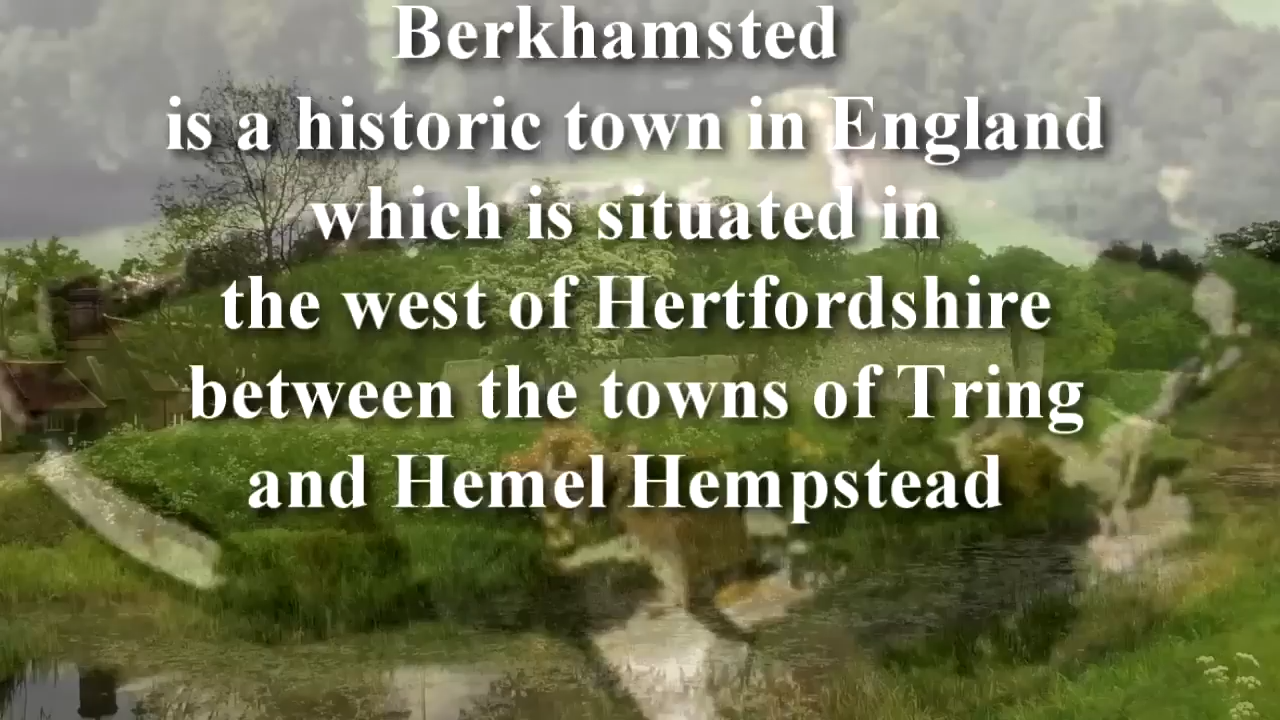 Berkhamsted
is a historic town in England
which is situated in
the west of Hertfordshire
between the towns of Tring
and Hemel Hempstead